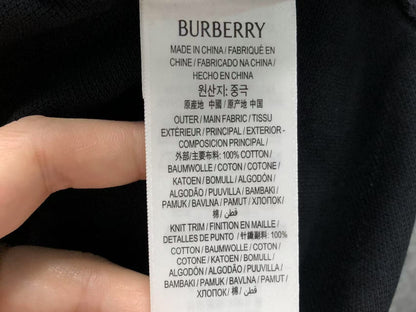 BURBERRY
MADE IN CHINA / FABRIQUÉ EN
CHINE / FABRICADO NA CHINA /
HECHO EN CHINA
원산지: 중국
原産地 中國 / 原产地 中国
OUTER / MAIN FABRIC / TISSU
EXTÉRIEUR / PRINCIPAL / EXTERIOR -
COMPOSICION PRINCIPAL /
外部/主要布料: 100% COTTON /
BAUMWOLLE / COTON / COTONE /
KATOEN / BOMULL / ALGODÓN /
ALGODÃO / PUUVILLA / BAMBAKI /
PAMUK / BAVLNA / PAMUT / ХЛОПОК /
棉 / قطن /
KNIT TRIM / FINITION EN MAILLE /
DETALLES DE PUNTO / 针織副料: 100%
COTTON / BAUMWOLLE / COTON /
COTONE / KATOEN / BOMULL /
ALGODÓN / ALGODÃO / PUUVILLA /
BAMBAKI / PAMUK / BAVLNA / PAMUT /
ХЛОПОК / 棉 / قطن /